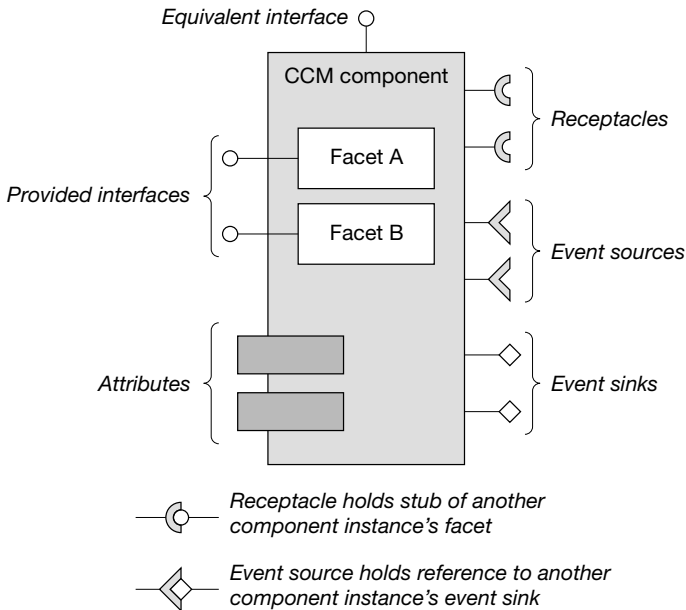 Equivalent interface
CCM component
Receptacles
Facet A
Provided interfaces
Facet B
Event sources
Attributes
Event sinks
Receptacle holds stub of another
component instance's facet
Event source holds reference to another
component instance's event sink